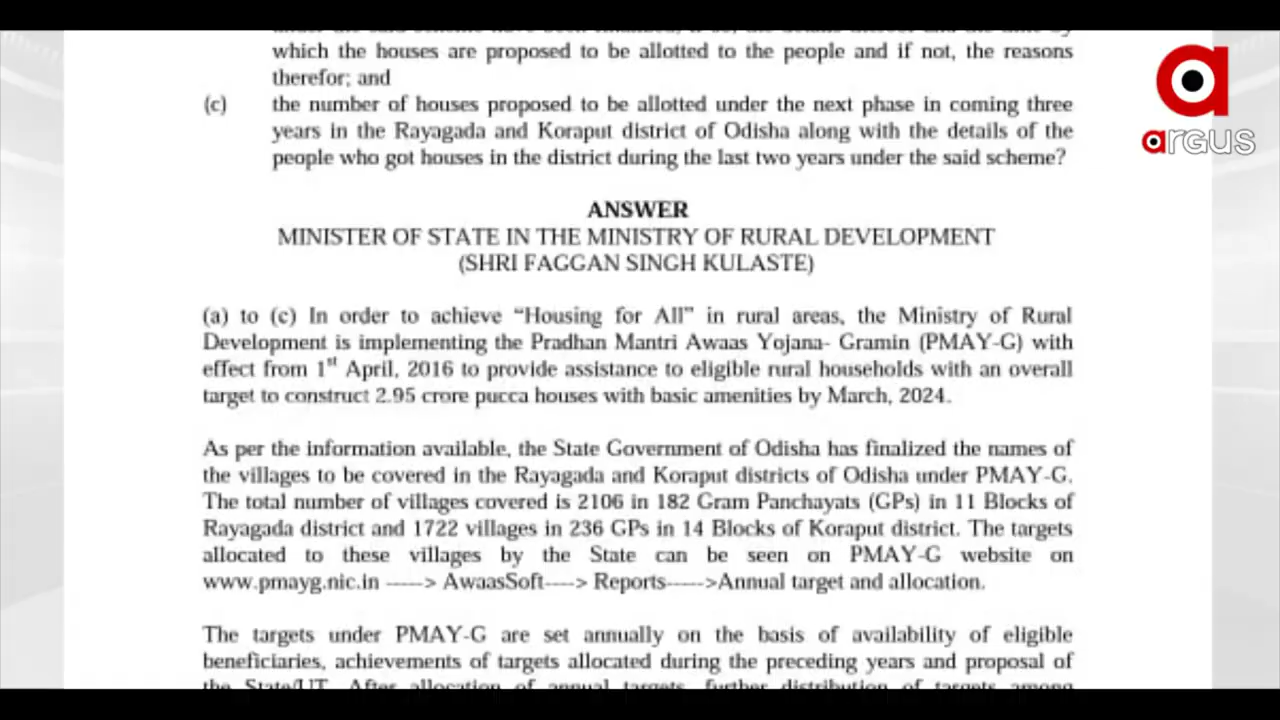 which the houses are proposed to be allotted to the people and if not, the reasons
therefor; and
(c) the number of houses proposed to be allotted under the next phase in coming three
years in the Rayagada and Koraput district of Odisha along with the details of the
people who got houses in the district during the last two years under the said scheme?
ANSWER
MINISTER OF STATE IN THE MINISTRY OF RURAL DEVELOPMENT
(SHRI FAGGAN SINGH KULASTE)
(a) to (c) In order to achieve “Housing for All” in rural areas, the Ministry of Rural
Development is implementing the Pradhan Mantri Awaas Yojana- Gramin (PMAY-G) with
effect from 1st April, 2016 to provide assistance to eligible rural households with an overall
target to construct 2.95 crore pucca houses with basic amenities by March, 2024.
As per the information available, the State Government of Odisha has finalized the names of
the villages to be covered in the Rayagada and Koraput districts of Odisha under PMAY-G.
The total number of villages covered is 2106 in 182 Gram Panchayats (GPs) in 11 Blocks of
Rayagada district and 1722 villages in 236 GPs in 14 Blocks of Koraput district. The targets
allocated to these villages by the State can be seen on PMAY-G website on
www.pmayg.nic.in -----> AwaasSoft----> Reports----->Annual target and allocation.
The targets under PMAY-G are set annually on the basis of availability of eligible
beneficiaries, achievements of targets allocated during the preceding years and proposal of
the State/UT. After allocation of annual targets, further distribution of targets among
argus